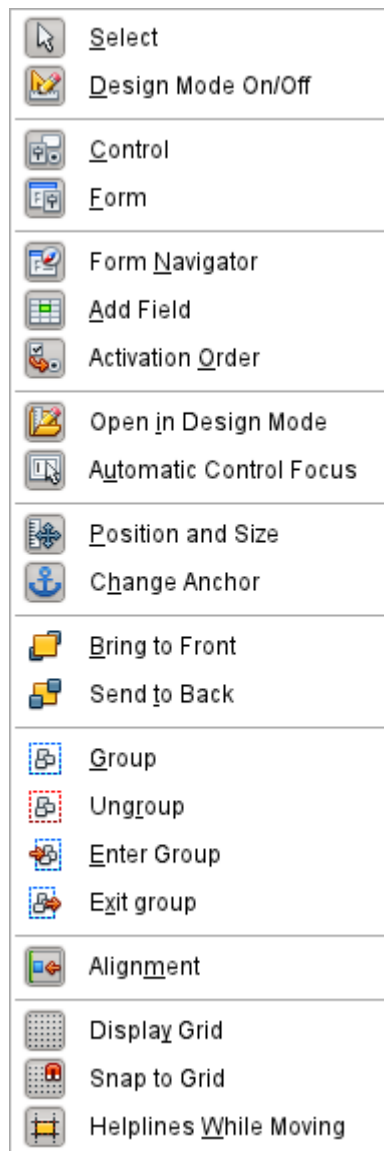 Select
Design Mode On/Off
Control
Form
Form Navigator
Add Field
Activation Order
Open in Design Mode
Automatic Control Focus
Position and Size
Change Anchor
Bring to Front
Send to Back
Group
Ungroup
Enter Group
Exit group
Alignment
Display Grid
Snap to Grid
Helplines While Moving